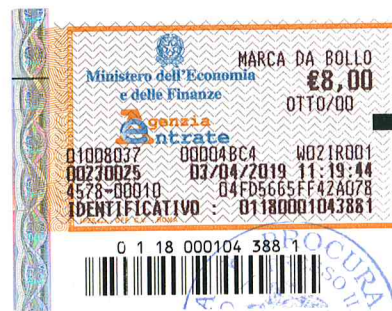 MARCA DA BOLLO
€8,00
OTTO/00
Ministero dell'Economia
e delle Finanze
Agenzia
Entrate
01008037 00004BC4 W02IR001
00230025 03/04/2019 11:19:44
4578-00010 04FD5665FF42A078
IDENTIFICATIVO : 01180001043881
0 1 18 000104 388 1
PROCURA